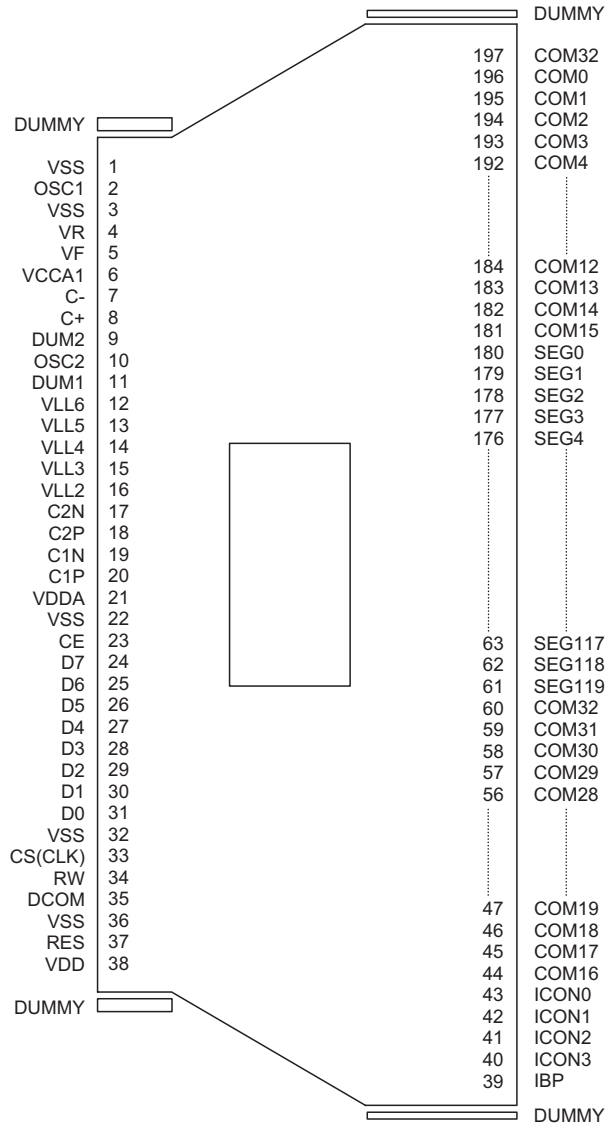 DUMMY
DUMMY
VSS 1
OSC1 2
VSS 3
VR 4
VF 5
VCCA1 6
C- 7
C+ 8
DUM2 9
OSC2 10
DUM1 11
VLL6 12
VLL5 13
VLL4 14
VLL3 15
VLL2 16
C2N 17
C2P 18
C1N 19
C1P 20
VDDA 21
VSS 22
CE 23
D7 24
D6 25
D5 26
D4 27
D3 28
D2 29
D1 30
D0 31
VSS 32
CS(CLK) 33
RW 34
DCOM 35
VSS 36
RES 37
VDD 38
DUMMY
197 COM32
196 COM0
195 COM1
194 COM2
193 COM3
192 COM4
184 COM12
183 COM13
182 COM14
181 COM15
180 SEG0
179 SEG1
178 SEG2
177 SEG3
176 SEG4
63 SEG117
62 SEG118
61 SEG119
60 COM32
59 COM31
58 COM30
57 COM29
56 COM28
47 COM19
46 COM18
45 COM17
44 COM16
43 ICON0
42 ICON1
41 ICON2
40 ICON3
39 IBP
DUMMY